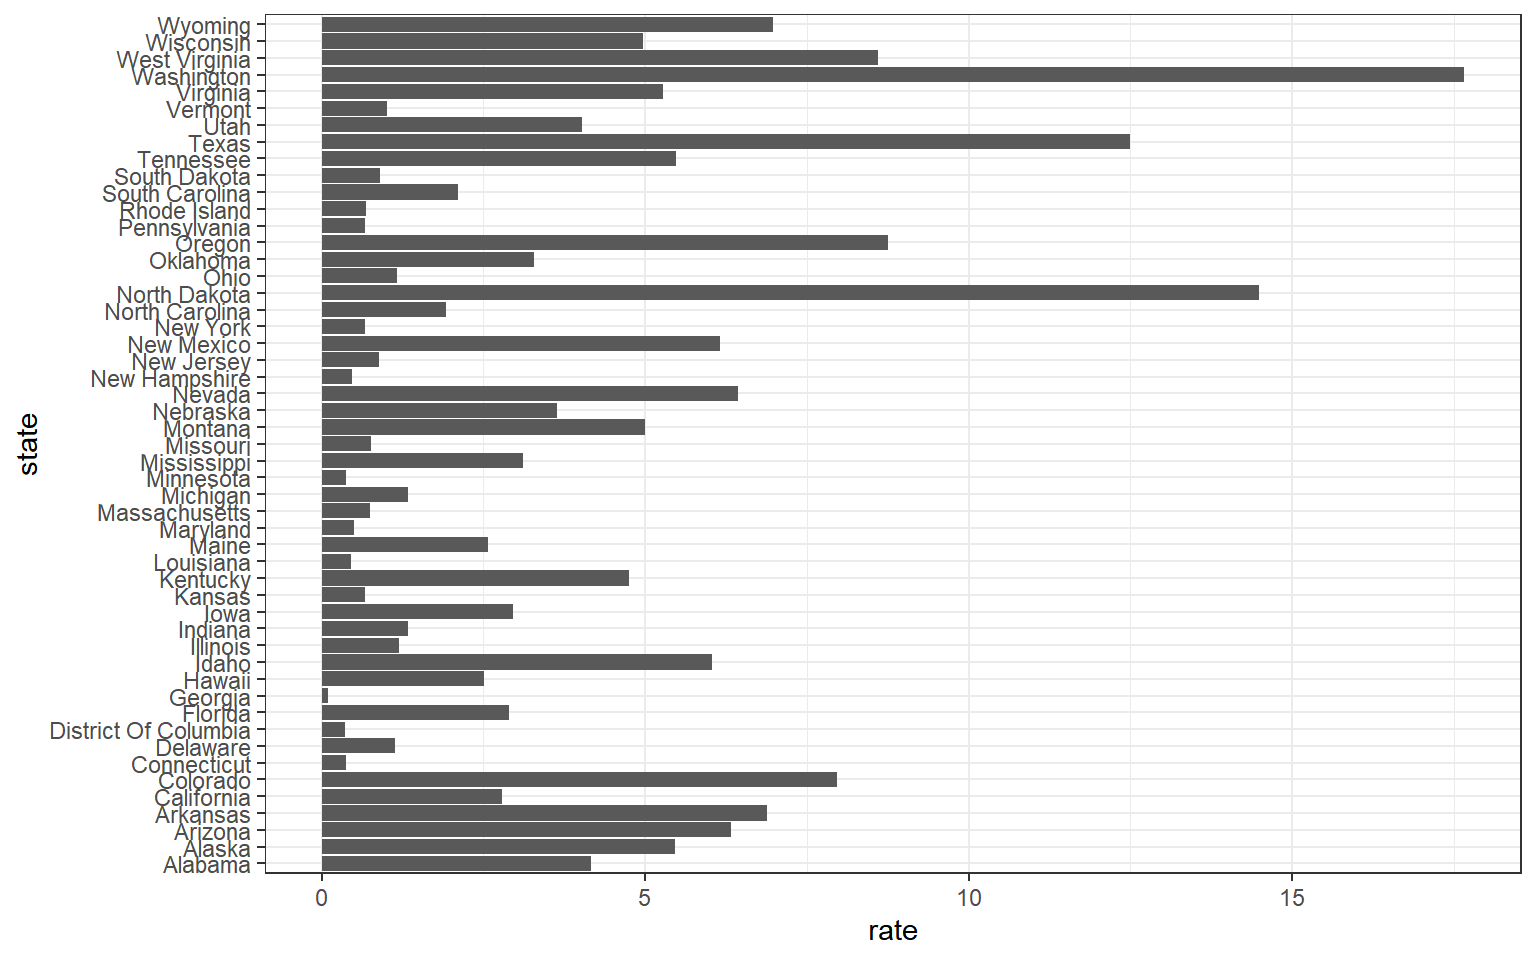 Wyoming
Wisconsin
West Virginia
Washington
Virginia
Vermont
Utah
Texas
Tennessee
South Dakota
South Carolina
Rhode Island
Pennsylvania
Oregon
Oklahoma
Ohio
North Dakota
North Carolina
New York
New Mexico
New Jersey
New Hampshire
Nevada
Nebraska
Montana
Missouri
Mississippi
Minnesota
Michigan
Massachusetts
Maryland
Maine
Louisiana
Kentucky
Kansas
Iowa
Indiana
Illinois
Idaho
Hawaii
Georgia
Florida
District Of Columbia
Delaware
Connecticut
Colorado
California
Arkansas
Arizona
Alaska
Alabama
state
0 5 10 15
rate